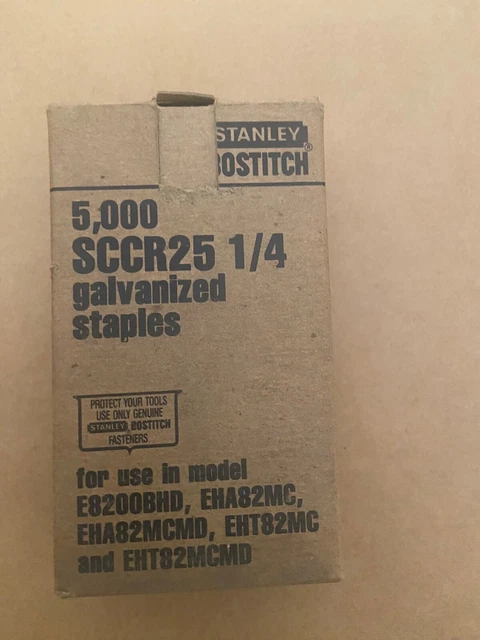 STANLEY
BOSTITCH®
5,000
SCCR25 1/4
galvanized
staples
PROTECT YOUR TOOLS
USE ONLY GENUINE
STANLEY BOSTITCH
FASTENERS
for use in model
E8200BHD, EHA82MC,
EHA82MCMD, EHT82MC
and EHT82MCMD